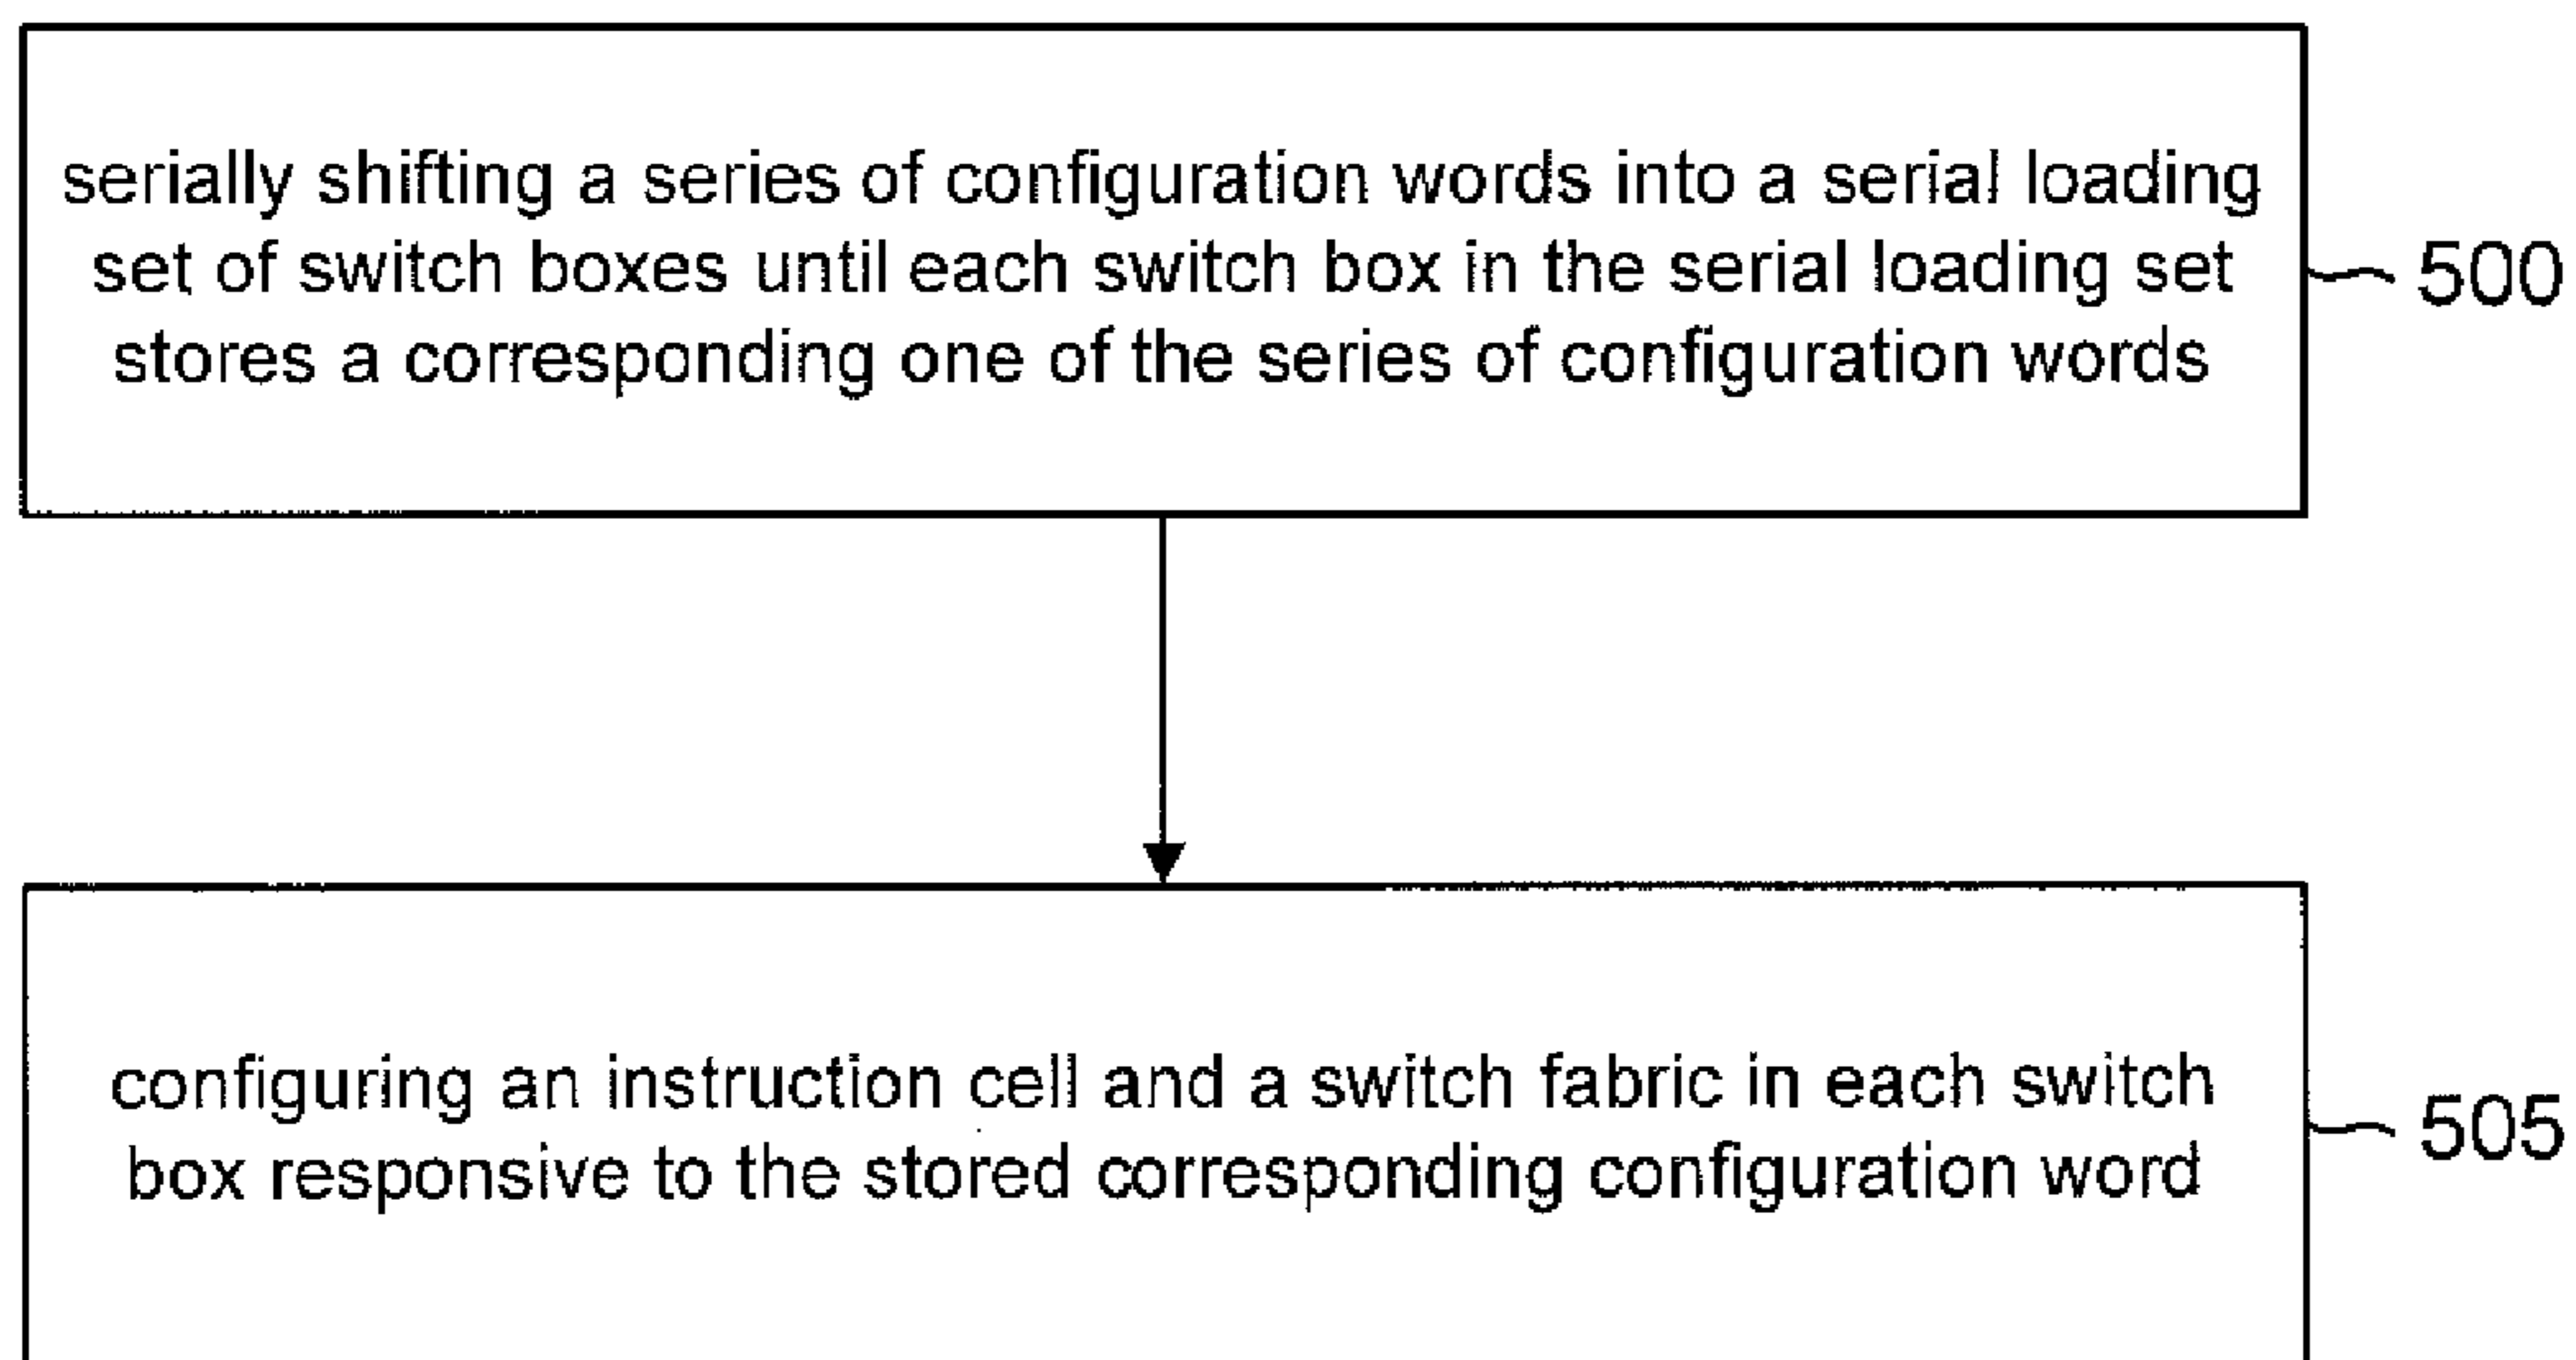 serially shifting a series of configuration words into a serial loading
set of switch boxes until each switch box in the serial loading set
stores a corresponding one of the series of configuration words
500
configuring an instruction cell and a switch fabric in each switch
box responsive to the stored corresponding configuration word
505